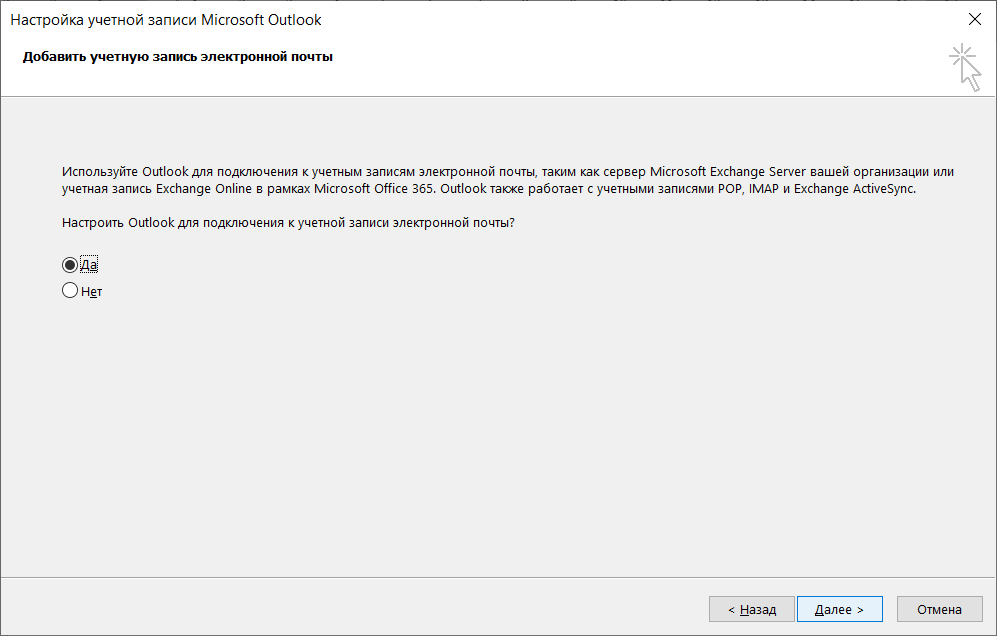 Настройка учетной записи Microsoft Outlook
Добавить учетную запись электронной почты
Используйте Outlook для подключения к учетным записям электронной почты, таким как сервер Microsoft Exchange Server вашей организации или
учетная запись Exchange Online в рамках Microsoft Office 365. Outlook также работает с учетными записями POP, IMAP и Exchange ActiveSync.
Настроить Outlook для подключения к учетной записи электронной почты?
Да
Нет
< Назад Далее > Отмена